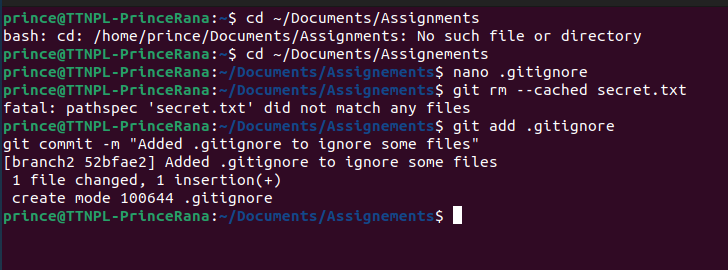 prince@TTNPL-PrinceRana:~$ cd ~/Documents/Assignments
bash: cd: /home/prince/Documents/Assignments: No such file or directory
prince@TTNPL-PrinceRana:~$ cd ~/Documents/Assignements
prince@TTNPL-PrinceRana:~/Documents/Assignements$ nano .gitignore
prince@TTNPL-PrinceRana:~/Documents/Assignements$ git rm --cached secret.txt
fatal: pathspec 'secret.txt' did not match any files
prince@TTNPL-PrinceRana:~/Documents/Assignements$ git add .gitignore
git commit -m "Added .gitignore to ignore some files"
[branch2 52bfae2] Added .gitignore to ignore some files
 1 file changed, 1 insertion(+)
 create mode 100644 .gitignore
prince@TTNPL-PrinceRana:~/Documents/Assignements$